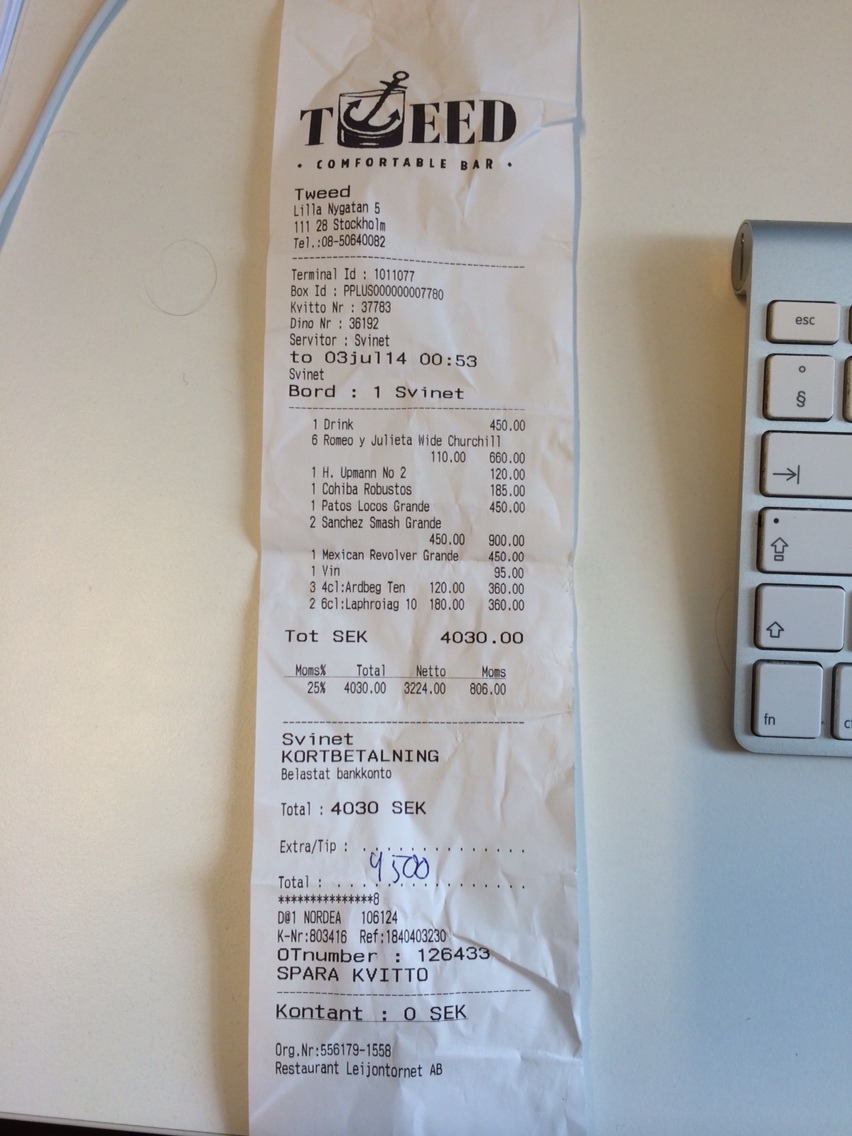 TWEED
• COMFORTABLE BAR •
Tweed
Lilla Nygatan 5
111 28 Stockholm
Tel.:08-50640082
Terminal Id : 1011077
Box Id : PPLUS000000007780
Kvitto Nr : 37783
Dino Nr : 36192
Servitor : Svinet
to 03jul14 00:53
Svinet
Bord : 1 Svinet
1 Drink 450.00
6 Romeo y Julieta Wide Churchill
110.00 660.00
1 H. Upmann No 2 120.00
1 Cohiba Robustos 185.00
1 Patos Locos Grande 450.00
2 Sanchez Smash Grande
450.00 900.00
1 Mexican Revolver Grande 450.00
1 Vin 95.00
3 4cl:Ardbeg Ten 120.00 360.00
2 6cl:Laphroiag 10 180.00 360.00
Tot SEK 4030.00
Moms% Total Netto Moms
25% 4030.00 3224.00 806.00
Svinet
KORTBETALNING
Belastat bankkonto
Total : 4030 SEK
Extra/Tip : . . . . . . . . . . . . . .
4500
Total : . . . . . . . . . . . . . . . .
***************8
D@1 NORDEA 106124
K-Nr:803416 Ref:1840403230
OTnumber : 126433
SPARA KVITTO
Kontant : 0 SEK
Org.Nr:556179-1558
Restaurant Leijontornet AB
esc
°
§
fn